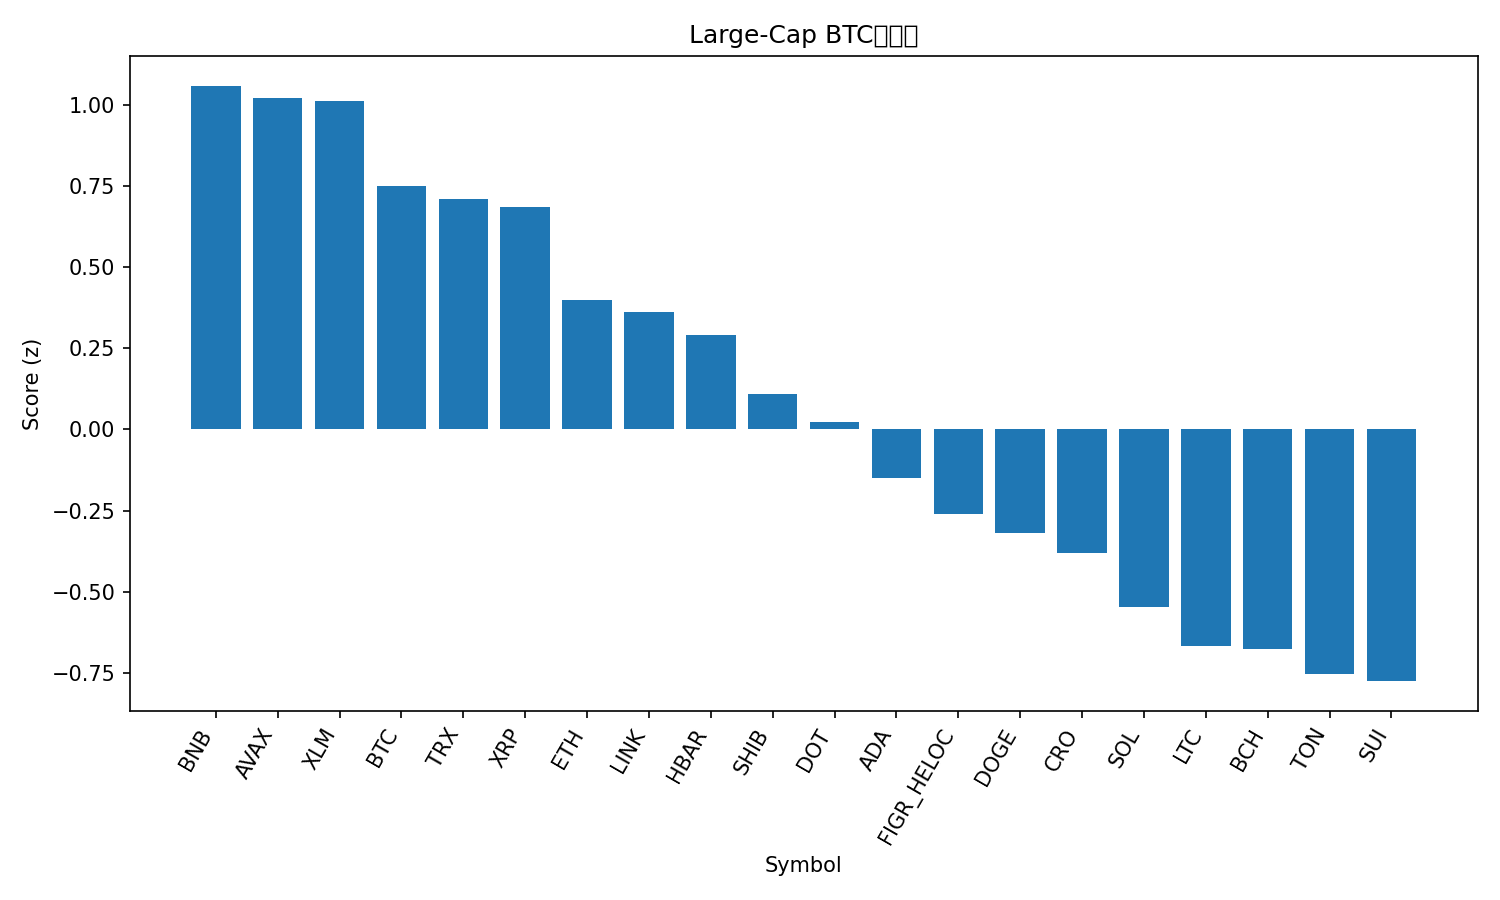 Large-Cap BTC
1.00
0.75
0.50
0.25
0.00
−0.25
−0.50
−0.75
Score (z)
BNB
AVAX
XLM
BTC
TRX
XRP
ETH
LINK
HBAR
SHIB
DOT
ADA
FIGR_HELOC
DOGE
CRO
SOL
LTC
BCH
TON
SUI
Symbol